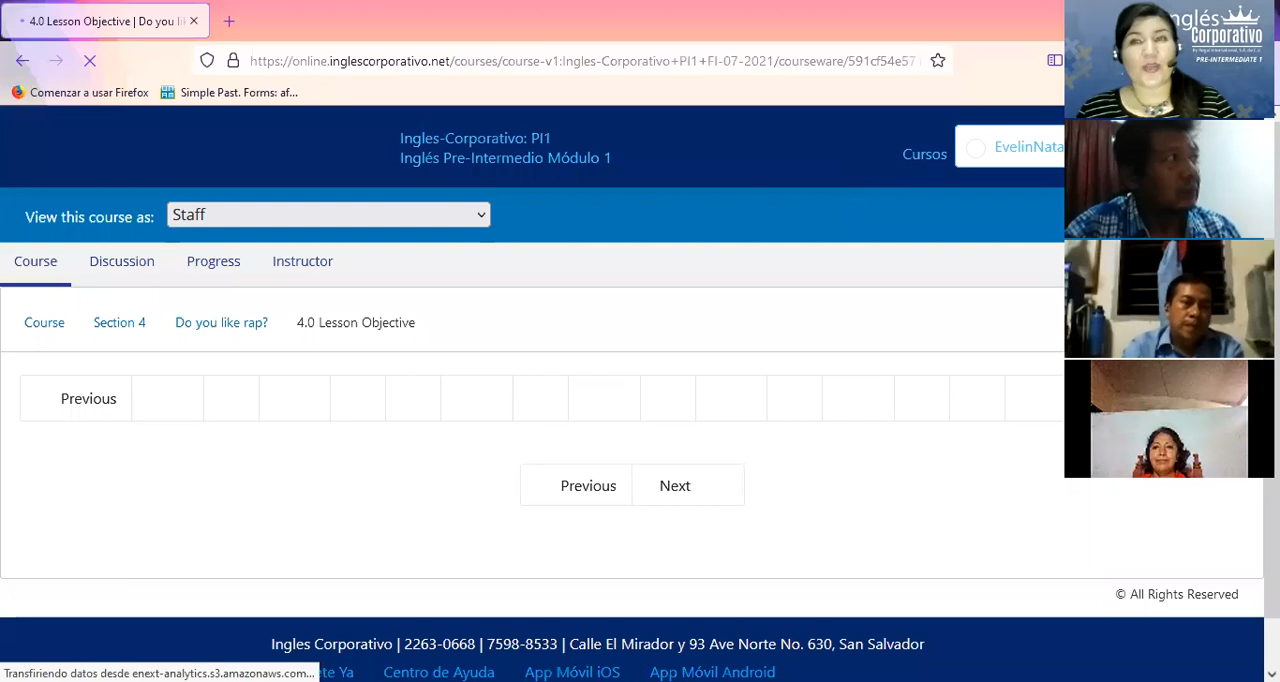 4.0 Lesson Objective | Do you li
https://online.inglescorporativo.net/courses/course-v1:Ingles-Corporativo+PI1+FI-07-2021/courseware/591cf54e57
Comenzar a usar Firefox
Simple Past. Forms: af...
Inglés
Corporativo
PRE-INTERMEDIATE 1
Ingles-Corporativo: PI1
Inglés Pre-Intermedio Módulo 1
Cursos
EvelinNata
View this course as:
Staff
Course
Discussion
Progress
Instructor
Course
Section 4
Do you like rap?
4.0 Lesson Objective
Previous
Previous
Next
© All Rights Reserved
Ingles Corporativo | 2263-0668 | 7598-8533 | Calle El Mirador y 93 Ave Norte No. 630, San Salvador
Transfiriendo datos desde enext-analytics.s3.amazonaws.com...
te Ya
Centro de Ayuda
App Móvil iOS
App Móvil Android